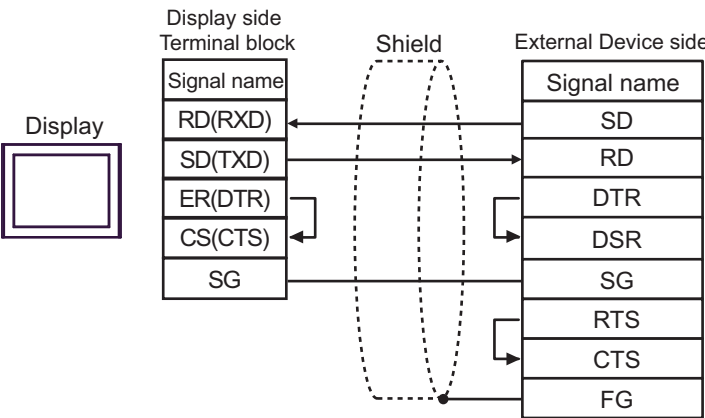 Display side
Terminal block
Shield
External Device side
Signal name
Signal name
Display
RD(RXD)
SD
SD(TXD)
RD
ER(DTR)
DTR
CS(CTS)
DSR
SG
SG
RTS
CTS
FG